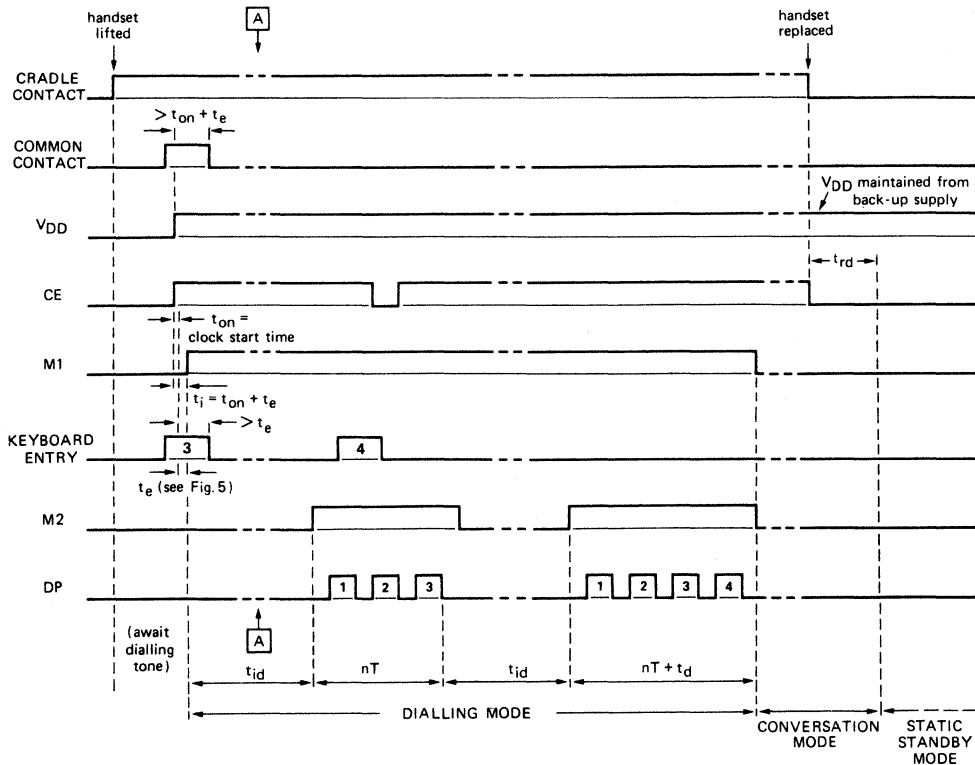 handset
lifted
A
handset
replaced
CRADLE
CONTACT
> ton + te
COMMON
CONTACT
VDD maintained from
back-up supply
VDD
trd
CE
ton =
clock start time
M1
ti = ton + te
> te
KEYBOARD
ENTRY
3
4
te (see Fig. 5)
M2
DP
1
2
3
1
2
3
4
(await
dialling
tone)
A
tid
nT
tid
nT + td
DIALLING MODE
CONVERSATION
MODE
STATIC
STANDBY
MODE